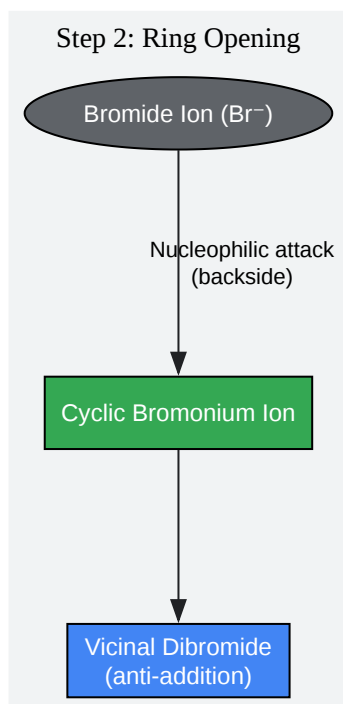 Step 2: Ring Opening
Bromide Ion (Br⁻)
Nucleophilic attack
(backside)
Cyclic Bromonium Ion
Vicinal Dibromide
(anti-addition)